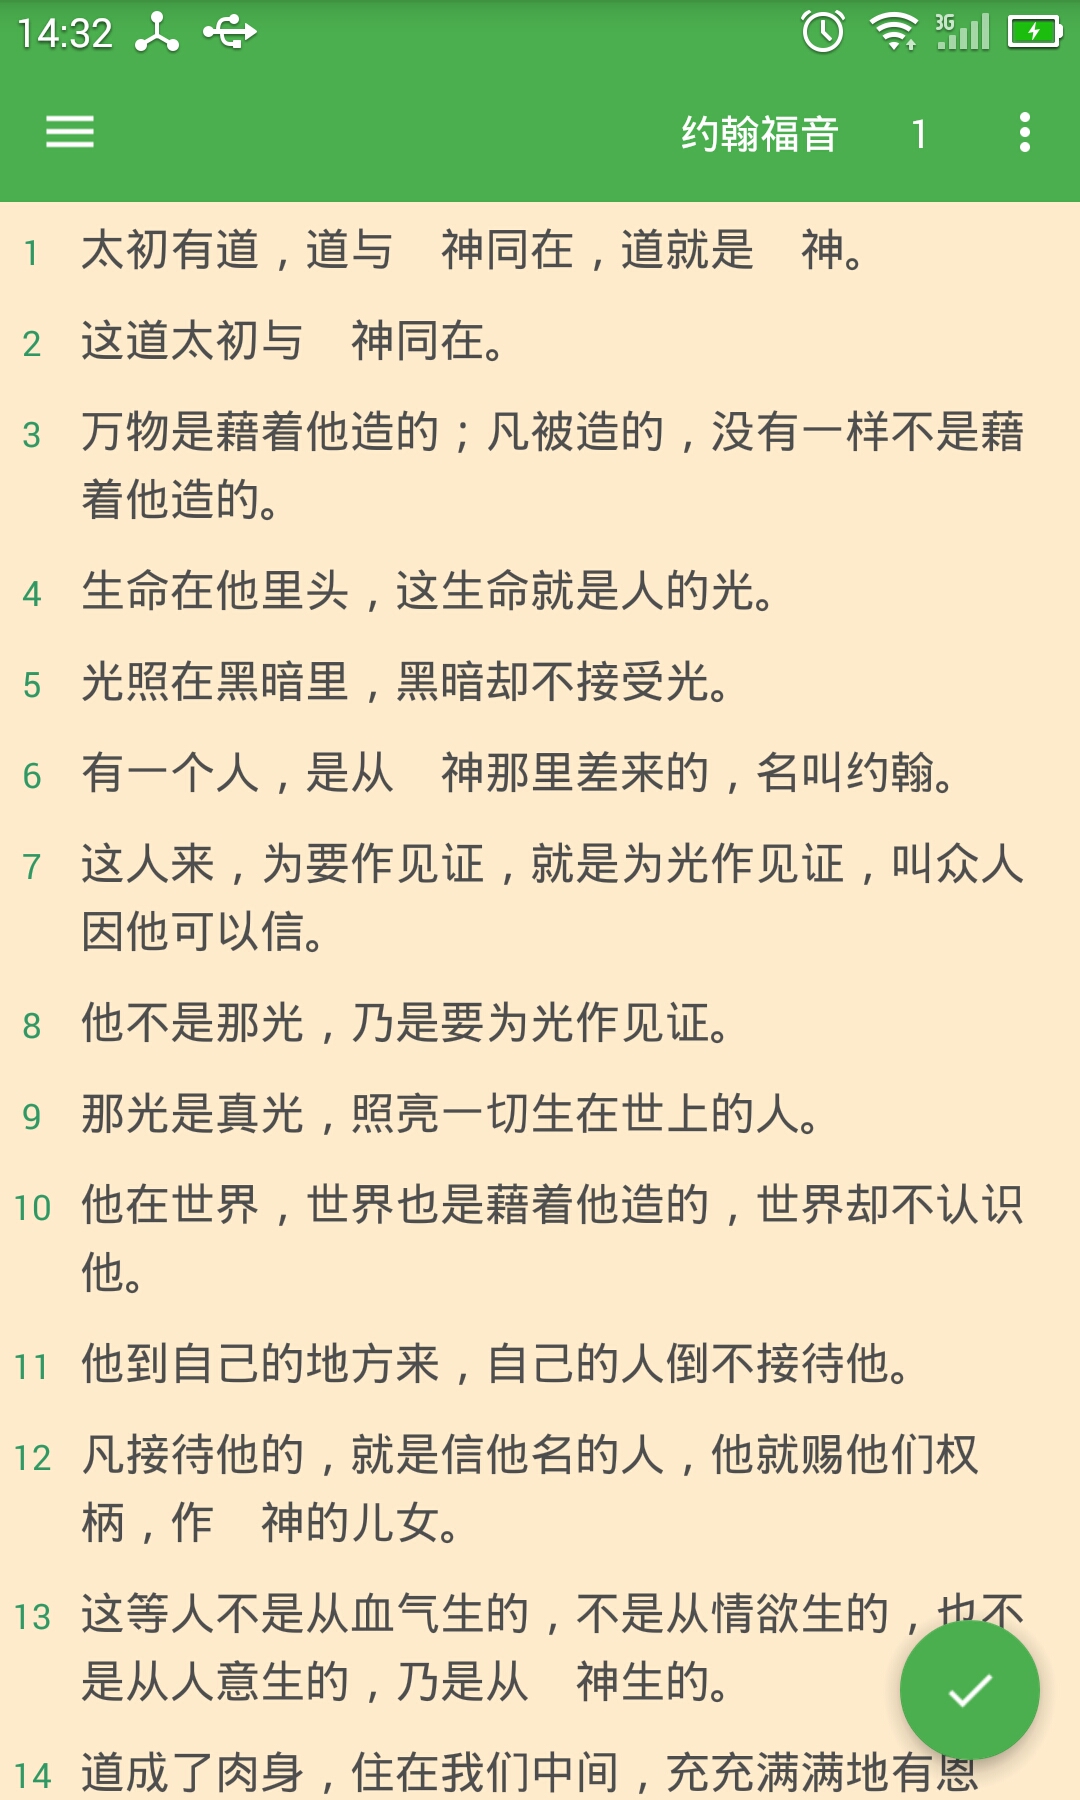 14:32 3G
约翰福音 1
1 太初有道，道与　神同在，道就是　神。
2 这道太初与　神同在。
3 万物是藉着他造的；凡被造的，没有一样不是藉
着他造的。
4 生命在他里头，这生命就是人的光。
5 光照在黑暗里，黑暗却不接受光。
6 有一个人，是从　神那里差来的，名叫约翰。
7 这人来，为要作见证，就是为光作见证，叫众人
因他可以信。
8 他不是那光，乃是要为光作见证。
9 那光是真光，照亮一切生在世上的人。
10 他在世界，世界也是藉着他造的，世界却不认识
他。
11 他到自己的地方来，自己的人倒不接待他。
12 凡接待他的，就是信他名的人，他就赐他们权
柄，作　神的儿女。
13 这等人不是从血气生的，不是从情欲生的，也不
是从人意生的，乃是从　神生的。
14 道成了肉身，住在我们中间，充充满满地有恩